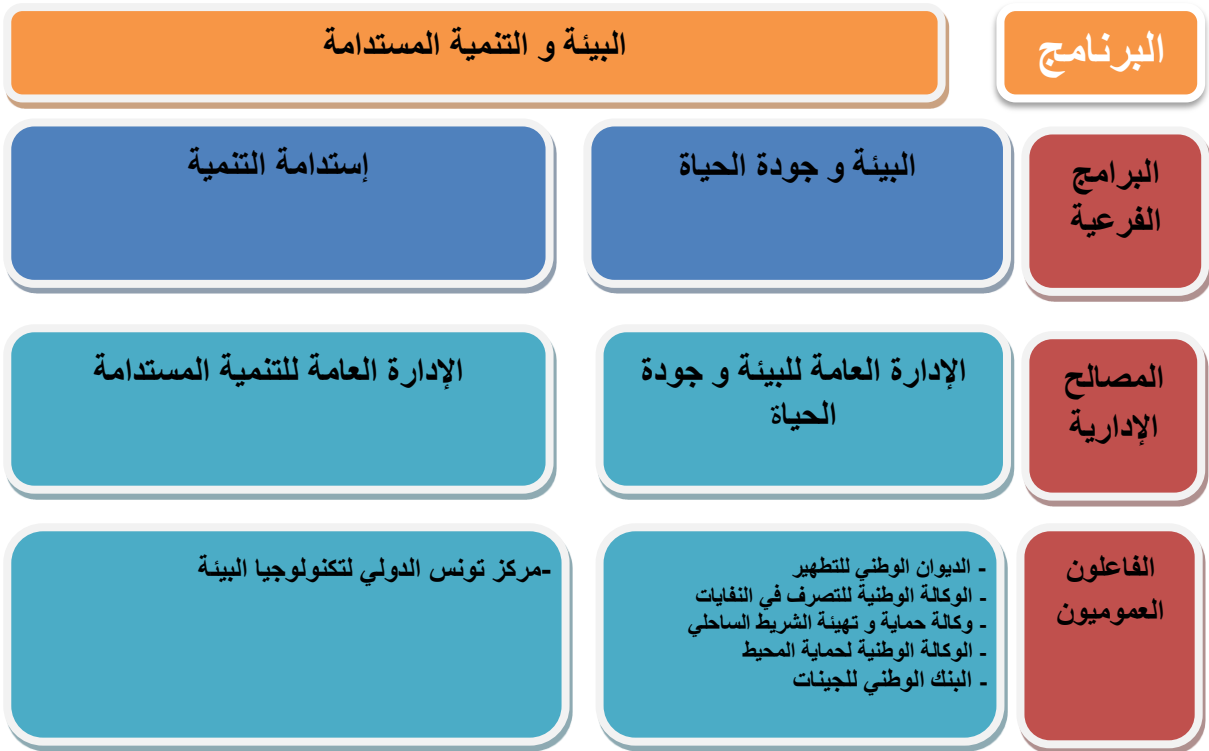 البرنامج
البيئة و التنمية المستدامة
البرامج
الفرعية
البيئة و جودة الحياة
إستدامة التنمية
المصالح
الإدارية
الإدارة العامة للبيئة و جودة
الحياة
الإدارة العامة للتنمية المستدامة
الفاعلون
العموميون
- الديوان الوطني للتطهير
- الوكالة الوطنية للتصرف في النفايات
- وكالة حماية و تهيئة الشريط الساحلي
- الوكالة الوطنية لحماية المحيط
- البنك الوطني للجينات
-مركز تونس الدولي لتكنولوجيا البيئة